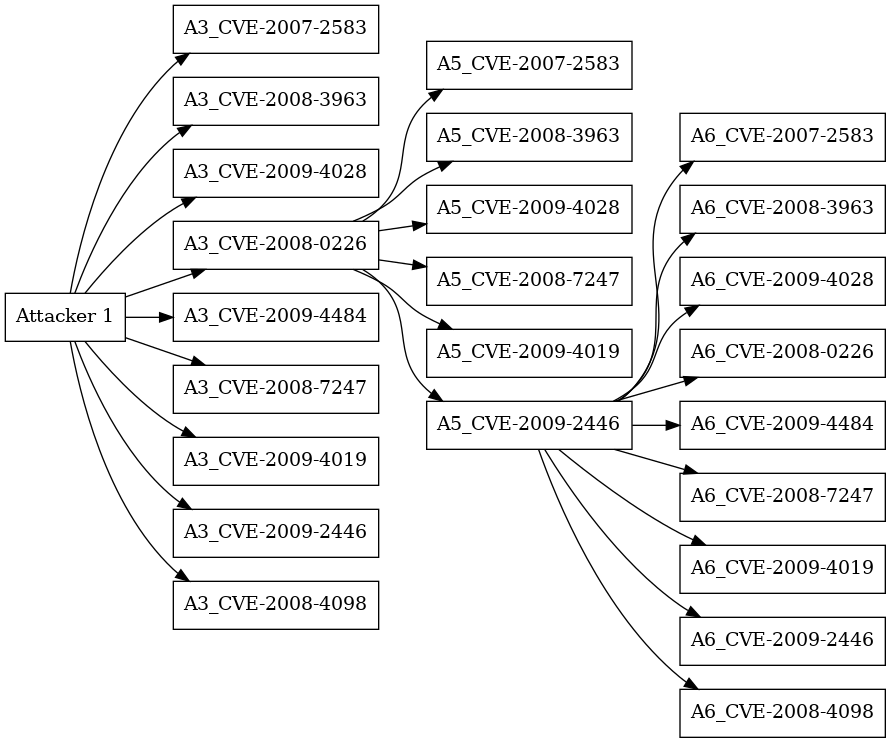 Attacker 1
A3_CVE-2007-2583
A3_CVE-2008-3963
A3_CVE-2009-4028
A3_CVE-2008-0226
A3_CVE-2009-4484
A3_CVE-2008-7247
A3_CVE-2009-4019
A3_CVE-2009-2446
A3_CVE-2008-4098
A5_CVE-2007-2583
A5_CVE-2008-3963
A5_CVE-2009-4028
A5_CVE-2008-7247
A5_CVE-2009-4019
A5_CVE-2009-2446
A6_CVE-2007-2583
A6_CVE-2008-3963
A6_CVE-2009-4028
A6_CVE-2008-0226
A6_CVE-2009-4484
A6_CVE-2008-7247
A6_CVE-2009-4019
A6_CVE-2009-2446
A6_CVE-2008-4098